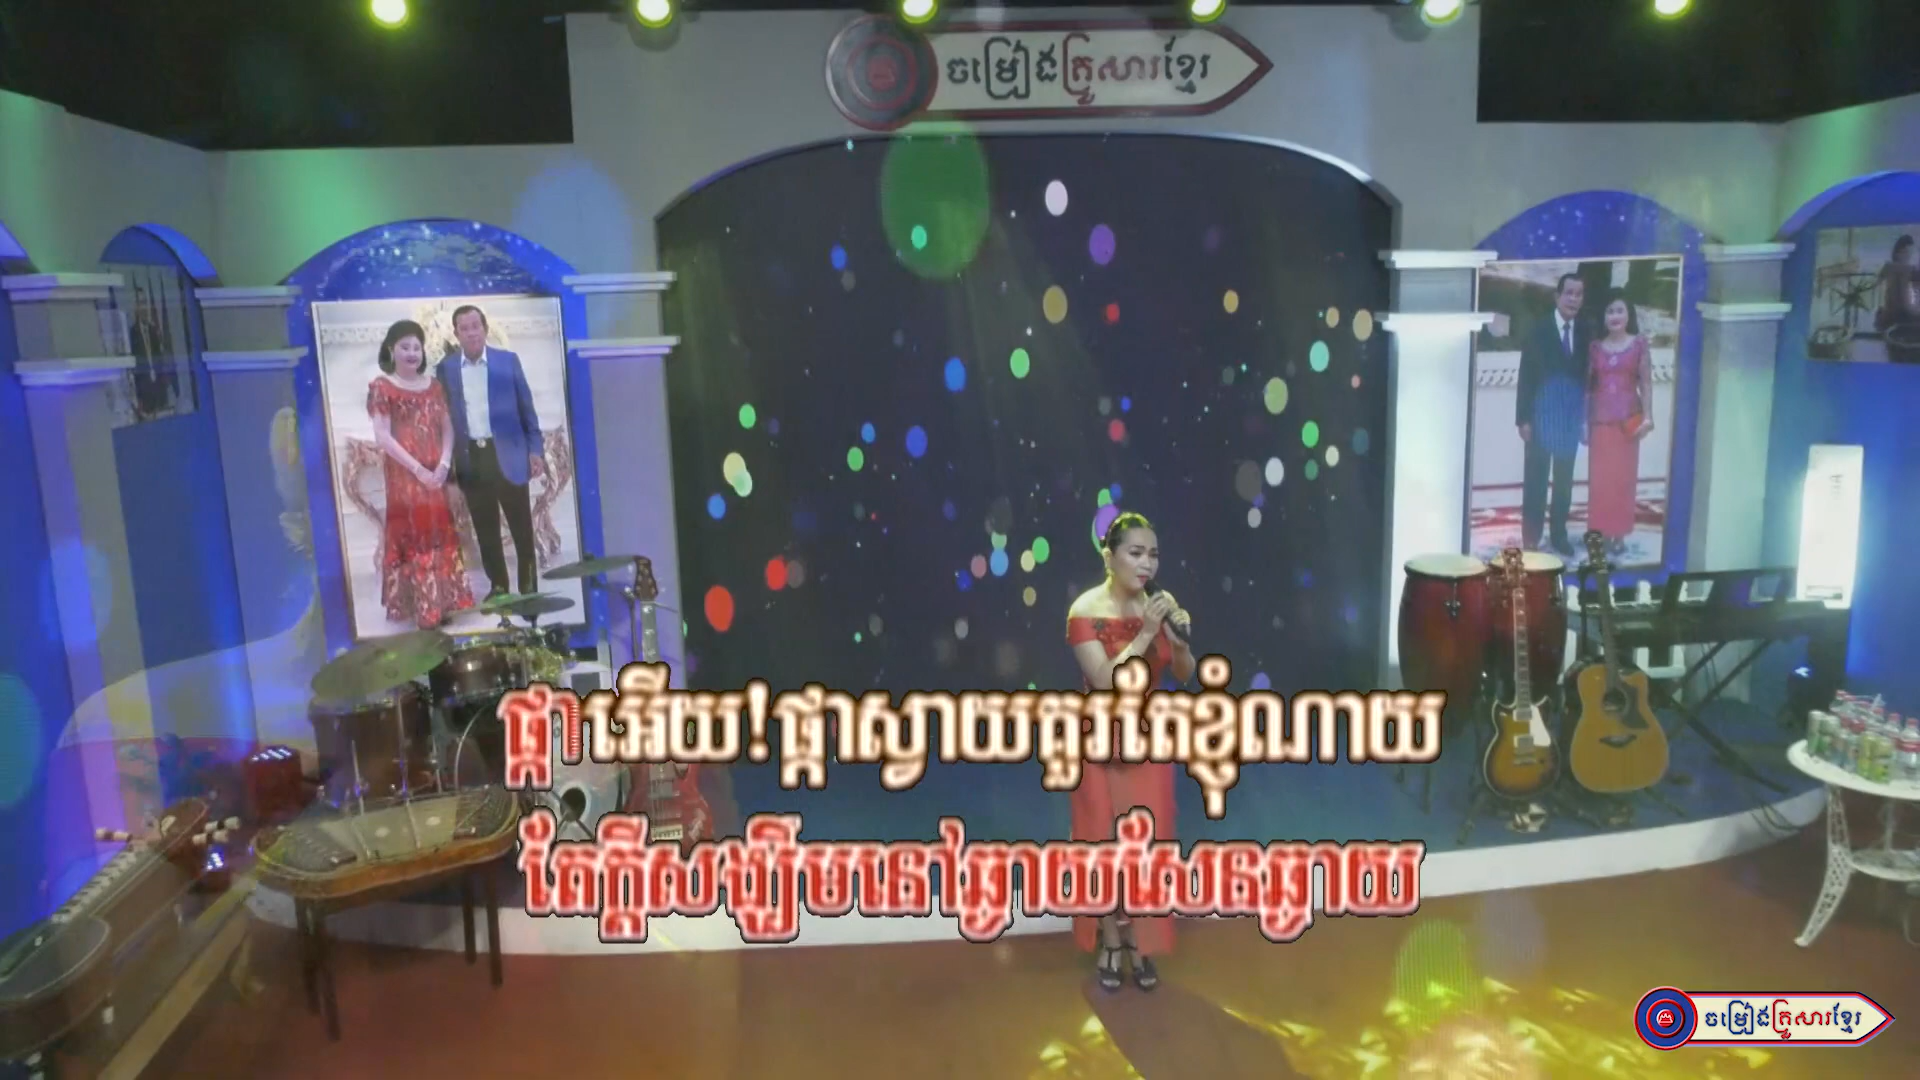 ចម្រៀងគ្រួសារខ្មែរ
ផ្កាអើយ!ផ្កាស្វាយគួរតែខ្ញុំណាយ
តែក្ដីសង្ឃឹមនៅឆ្ងាយសែនឆ្ងាយ
ចម្រៀងគ្រួសារខ្មែរ